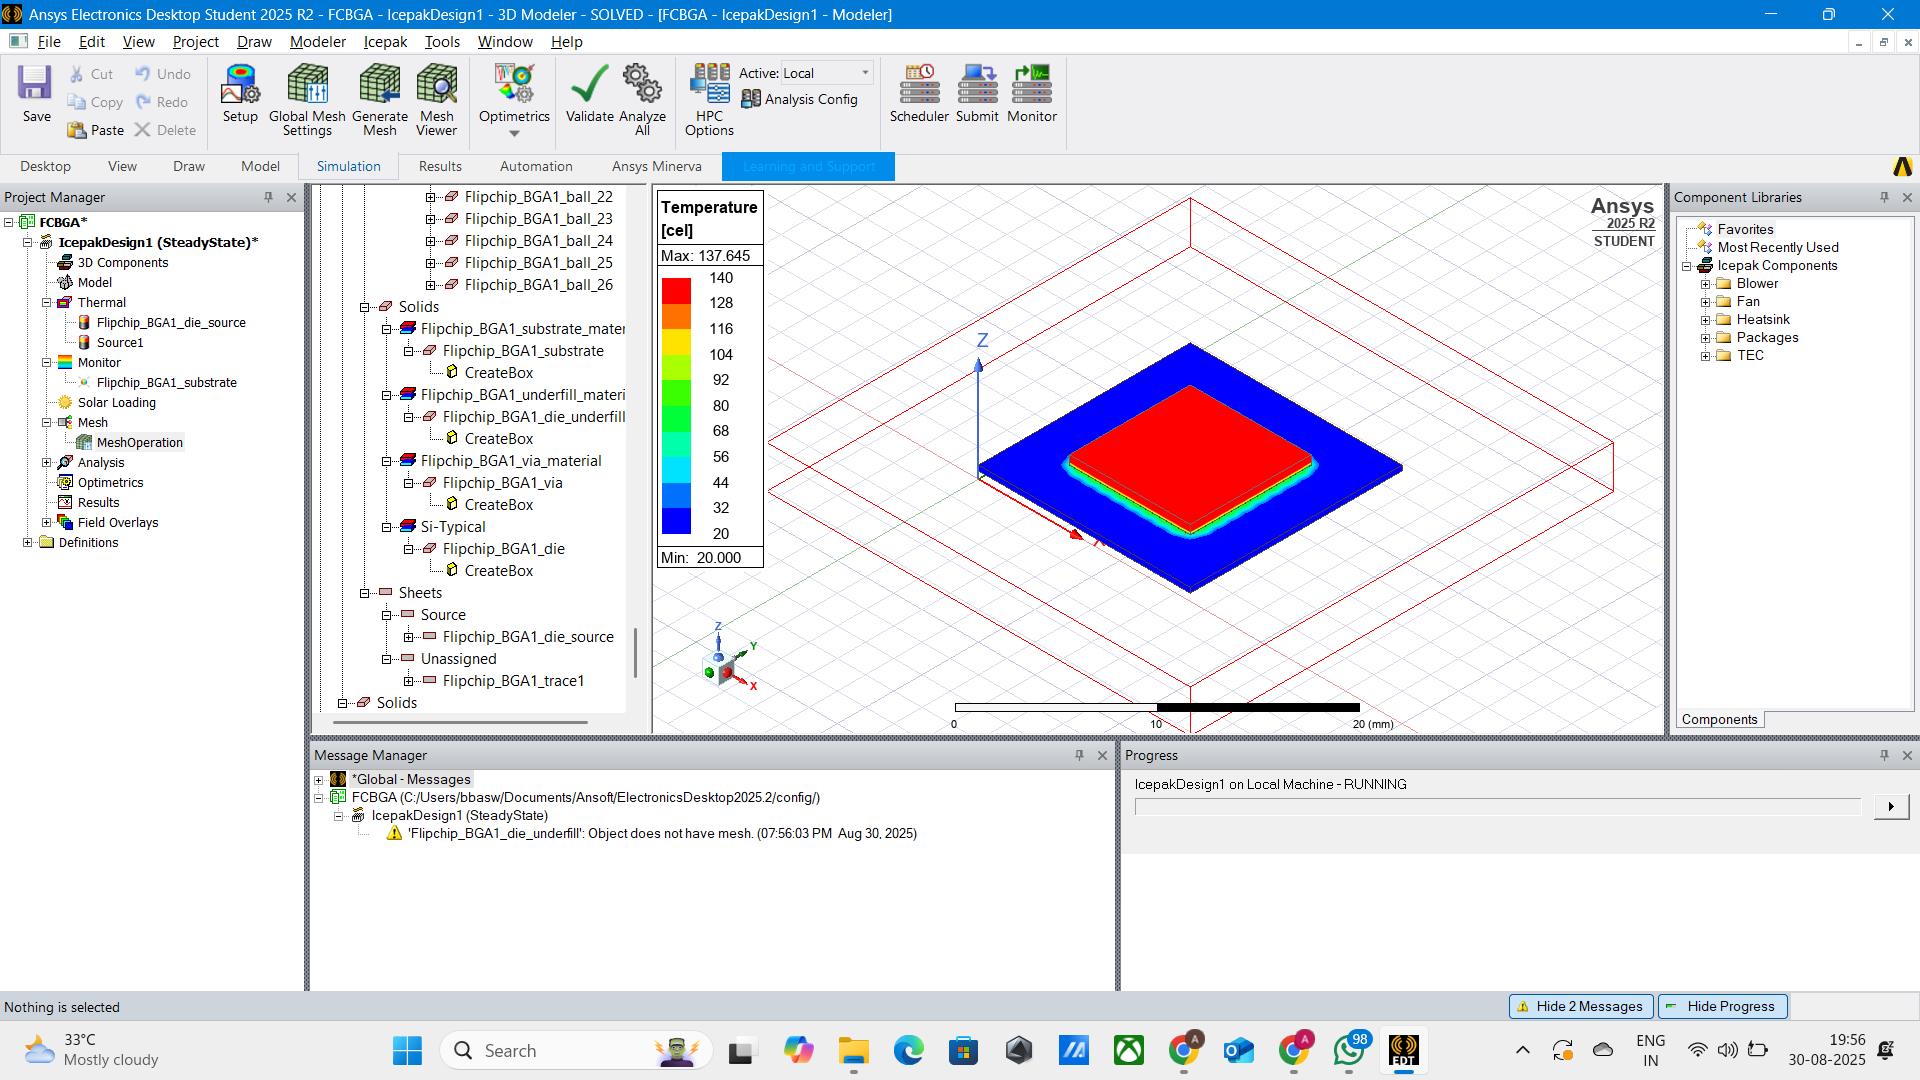 Ansys Electronics Desktop Student 2025 R2 - FCBGA - IcepakDesign1 - 3D Modeler - SOLVED - [FCBGA - IcepakDesign1 - Modeler]
File Edit View Project Draw Modeler Icepak Tools Window Help
Save
Cut
Copy
Paste
Undo
Redo
Delete
Setup
Global Mesh Settings
Generate Mesh
Mesh Viewer
Optimetrics
Validate
Analyze All
HPC Options
Active: Local
Analysis Config
Scheduler
Submit
Monitor
Desktop View Draw Model Simulation Results Automation Ansys Minerva Learning and Support
Project Manager
FCBGA*
IcepakDesign1 (SteadyState)*
3D Components
Model
Thermal
Flipchip_BGA1_die_source
Source1
Monitor
Flipchip_BGA1_substrate
Solar Loading
Mesh
MeshOperation
Analysis
Optimetrics
Results
Field Overlays
Definitions
Flipchip_BGA1_ball_22
Flipchip_BGA1_ball_23
Flipchip_BGA1_ball_24
Flipchip_BGA1_ball_25
Flipchip_BGA1_ball_26
Solids
Flipchip_BGA1_substrate_mater
Flipchip_BGA1_substrate
CreateBox
Flipchip_BGA1_underfill_materi
Flipchip_BGA1_die_underfill
CreateBox
Flipchip_BGA1_via_material
Flipchip_BGA1_via
CreateBox
Si-Typical
Flipchip_BGA1_die
CreateBox
Sheets
Source
Flipchip_BGA1_die_source
Unassigned
Flipchip_BGA1_trace1
Solids
Temperature
[cel]
Max: 137.645
140
128
116
104
92
80
68
56
44
32
20
Min: 20.000
Z
X
Z
Y
X
0 10 20 (mm)
Ansys
2025 R2
STUDENT
Component Libraries
Favorites
Most Recently Used
Icepak Components
Blower
Fan
Heatsink
Packages
TEC
Components
Message Manager
*Global - Messages
FCBGA (C:/Users/bbasw/Documents/Ansoft/ElectronicsDesktop2025.2/config/)
IcepakDesign1 (SteadyState)
'Flipchip_BGA1_die_underfill': Object does not have mesh. (07:56:03 PM Aug 30, 2025)
Progress
IcepakDesign1 on Local Machine - RUNNING
Nothing is selected
Hide 2 Messages
Hide Progress
33°C
Mostly cloudy
Search
A
A
98
EDT
ENG
IN
19:56
30-08-2025